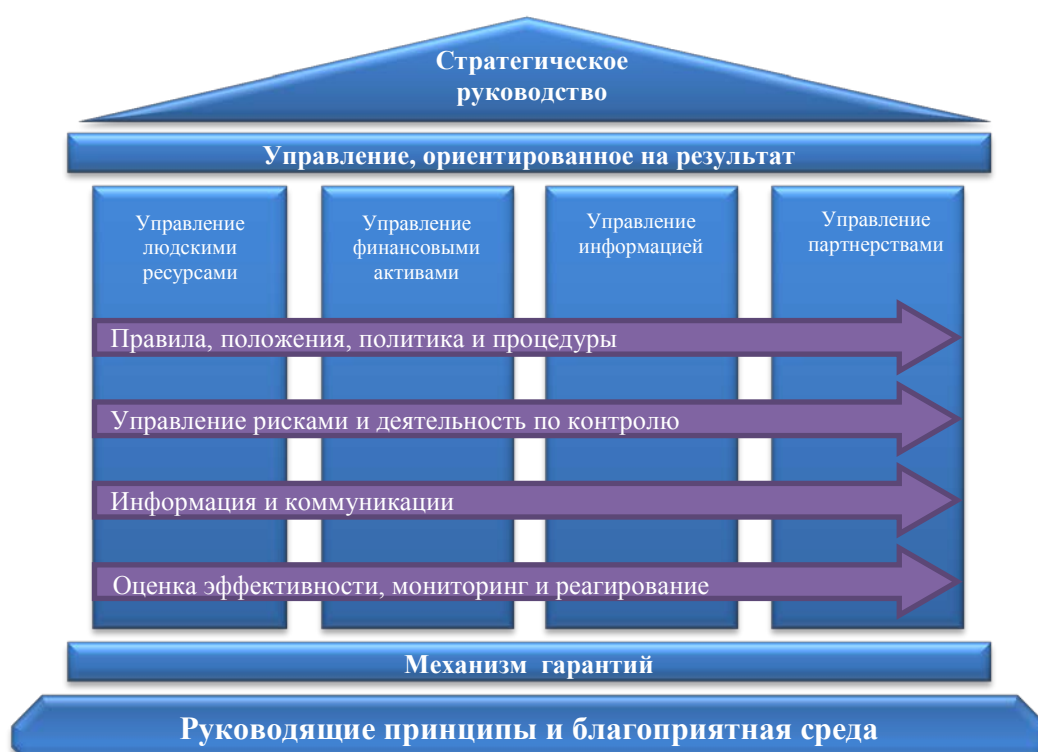 Стратегическое
руководство
Управление, ориентированное на результат
Управление
людскими
ресурсами
Управление
финансовыми
активами
Управление
информацией
Управление
партнерствами
Правила, положения, политика и процедуры
Управление рисками и деятельность по контролю
Информация и коммуникации
Оценка эффективности, мониторинг и реагирование
Механизм гарантий
Руководящие принципы и благоприятная среда